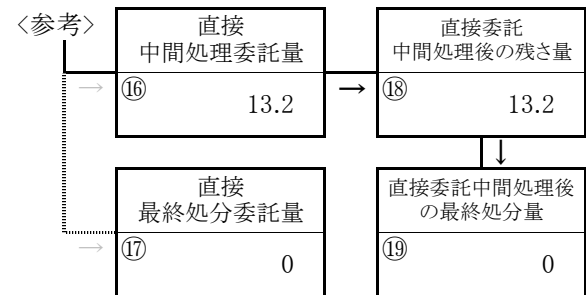 <参考>
直接
中間処理委託量
→
⑯
13.2
→
直接委託
中間処理後の残さ量
⑱
13.2
↓
直接
最終処分委託量
→
⑰
0
直接委託中間処理後
の最終処分量
⑲
0